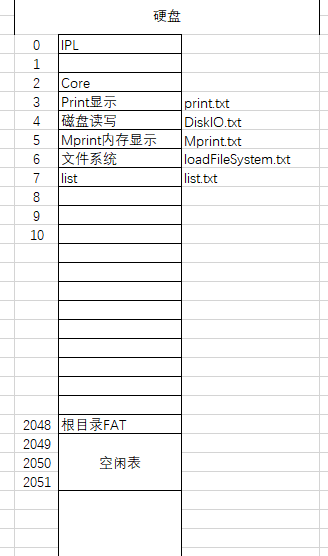 硬盘
0 IPL
1
2 Core
3 Print显示 print.txt
4 磁盘读写 DiskIO.txt
5 Mprint内存显示 Mprint.txt
6 文件系统 loadFileSystem.txt
7 list list.txt
8
9
10
2048 根目录FAT
2049
2050 空闲表
2051